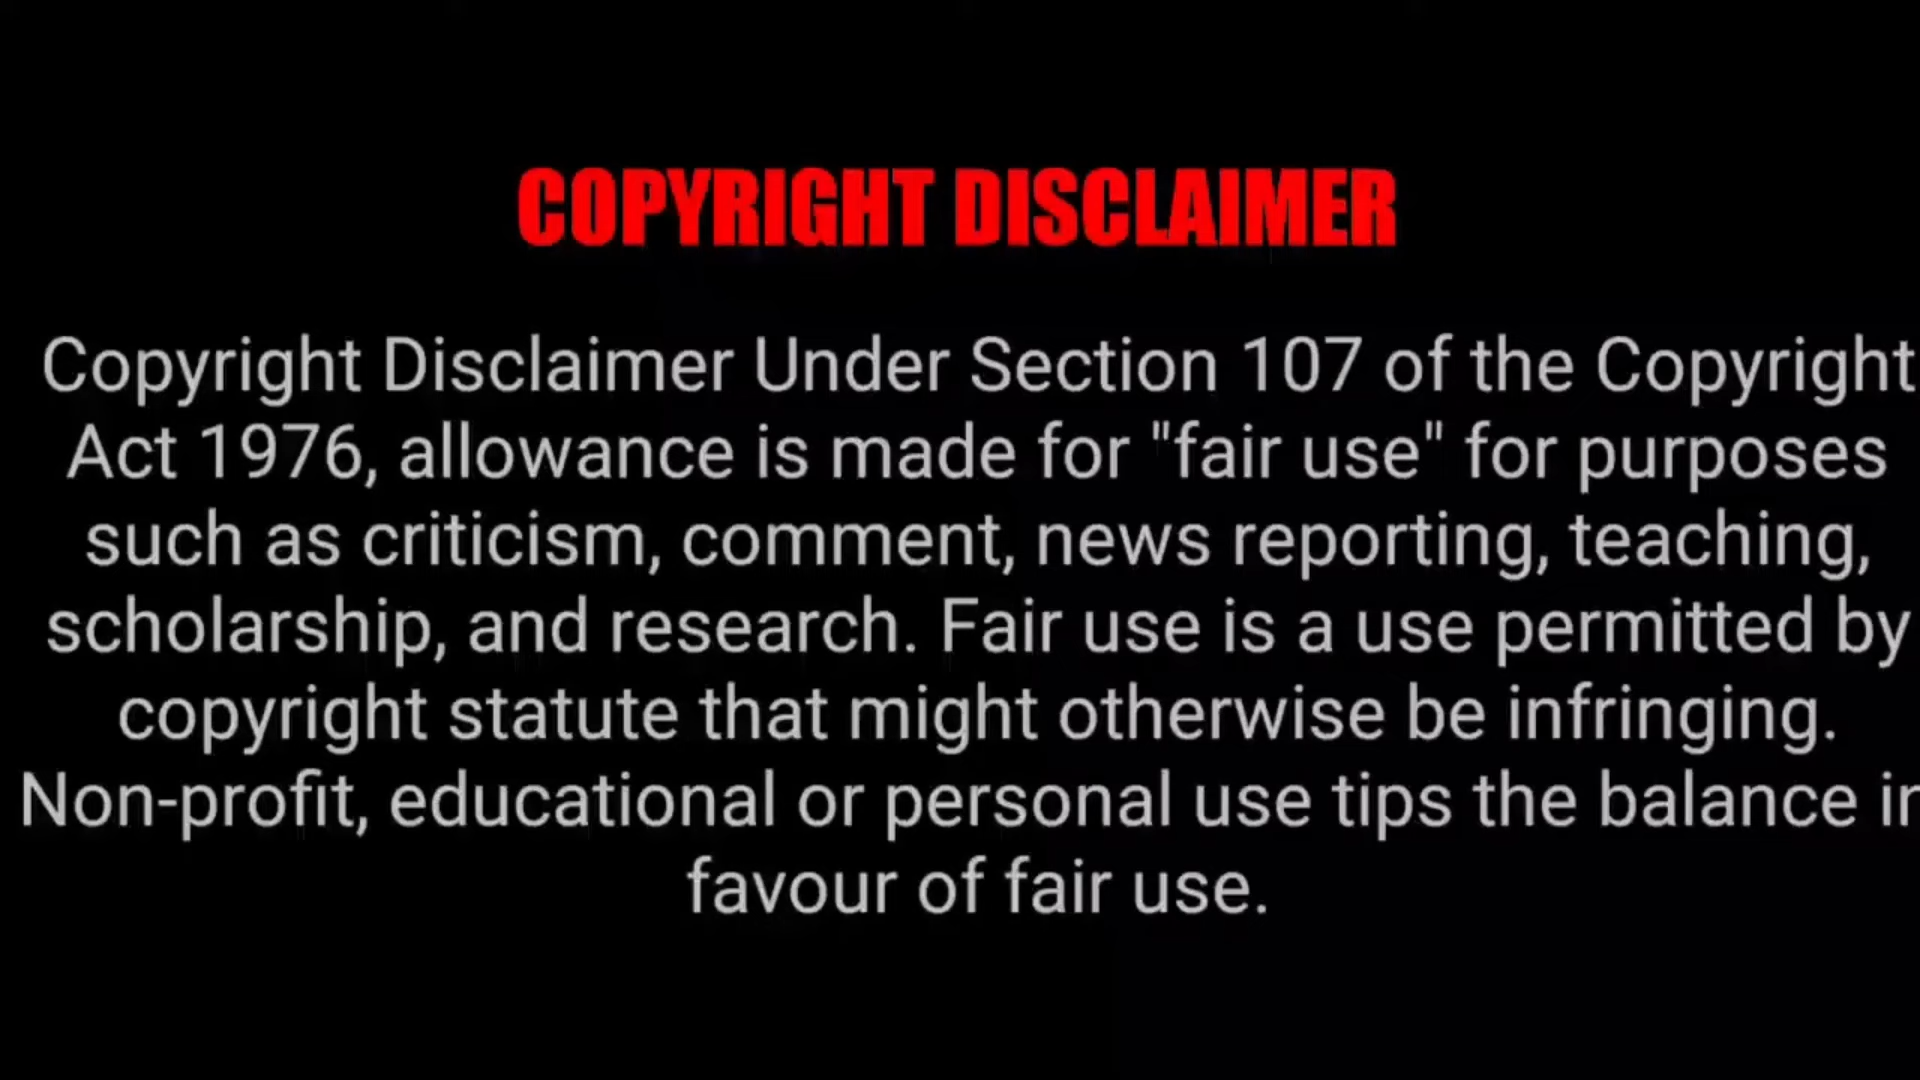 COPYRIGHT DISCLAIMER
Copyright Disclaimer Under Section 107 of the Copyright
Act 1976, allowance is made for "fair use" for purposes
such as criticism, comment, news reporting, teaching,
scholarship, and research. Fair use is a use permitted by
copyright statute that might otherwise be infringing.
Non-profit, educational or personal use tips the balance in
favour of fair use.